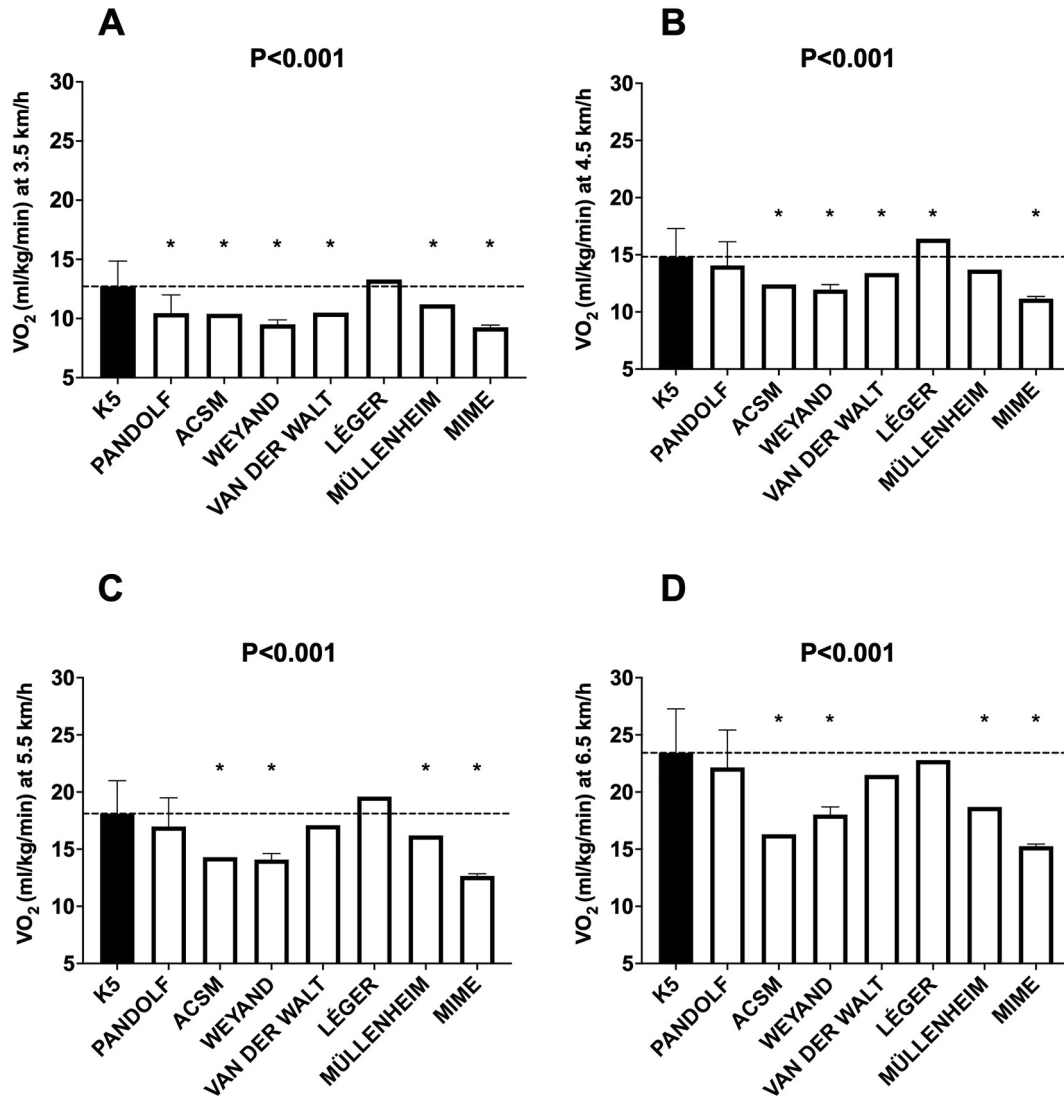 A
P<0.001
VO2 (ml/kg/min) at 3.5 km/h
30
25
20
15
10
5
* * * * * *
K5
PANDOLF
ACSM
WEYAND
VAN DER WALT
LÉGER
MÜLLENHEIM
MIME
B
P<0.001
VO2 (ml/kg/min) at 4.5 km/h
30
25
20
15
10
5
* * * * *
K5
PANDOLF
ACSM
WEYAND
VAN DER WALT
LÉGER
MÜLLENHEIM
MIME
C
P<0.001
VO2 (ml/kg/min) at 5.5 km/h
30
25
20
15
10
5
* * * *
K5
PANDOLF
ACSM
WEYAND
VAN DER WALT
LÉGER
MÜLLENHEIM
MIME
D
P<0.001
VO2 (ml/kg/min) at 6.5 km/h
30
25
20
15
10
5
* * * *
K5
PANDOLF
ACSM
WEYAND
VAN DER WALT
LÉGER
MÜLLENHEIM
MIME